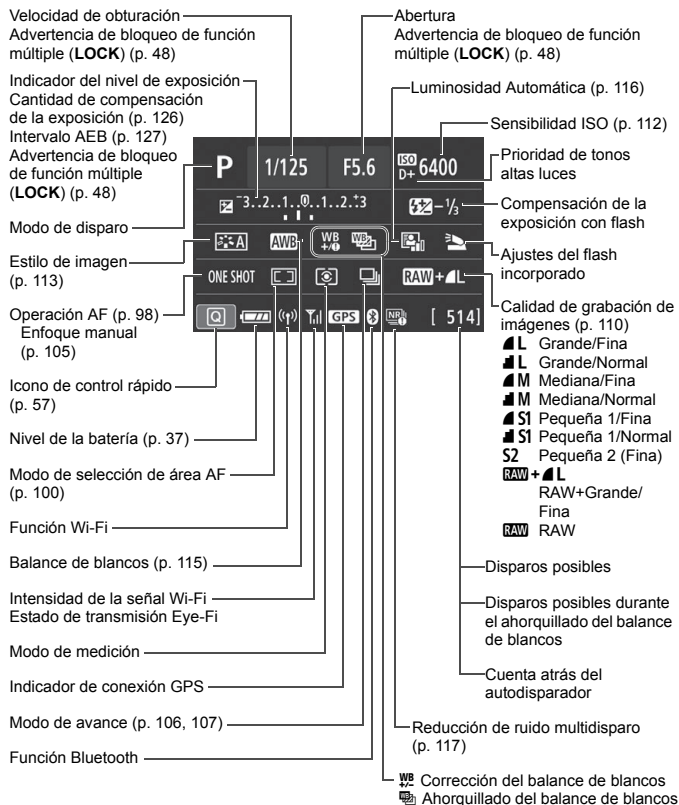 Velocidad de obturación
Advertencia de bloqueo de función
múltiple (LOCK) (p. 48)
Indicador del nivel de exposición
Cantidad de compensación
de la exposición (p. 126)
Intervalo AEB (p. 127)
Advertencia de bloqueo
de función múltiple
(LOCK) (p. 48)
Modo de disparo
Estilo de imagen
(p. 113)
Operación AF (p. 98)
Enfoque manual
(p. 105)
Icono de control rápido
(p. 57)
Nivel de la batería (p. 37)
Modo de selección de área AF
(p. 100)
Función Wi-Fi
Balance de blancos (p. 115)
Intensidad de la señal Wi-Fi
Estado de transmisión Eye-Fi
Modo de medición
Indicador de conexión GPS
Modo de avance (p. 106, 107)
Función Bluetooth
P 1/125 F5.6 ISO D+ 6400
-3..2..1..0..1..2.+3 -1/3
A AWB WB +/- WB
ONE SHOT RAW+L
Q GPS NR [ 514]
Abertura
Advertencia de bloqueo de función
múltiple (LOCK) (p. 48)
Luminosidad Automática (p. 116)
Sensibilidad ISO (p. 112)
Prioridad de tonos
altas luces
Compensación de la
exposición con flash
Ajustes del flash
incorporado
Calidad de grabación de
imágenes (p. 110)
L Grande/Fina
L Grande/Normal
M Mediana/Fina
M Mediana/Normal
S1 Pequeña 1/Fina
S1 Pequeña 1/Normal
S2 Pequeña 2 (Fina)
RAW+L
RAW+Grande/
Fina
RAW RAW
Disparos posibles
Disparos posibles durante
el ahorquillado del balance
de blancos
Cuenta atrás del
autodisparador
Reducción de ruido multidisparo
(p. 117)
WB +/- Corrección del balance de blancos
WB Ahorquillado del balance de blancos